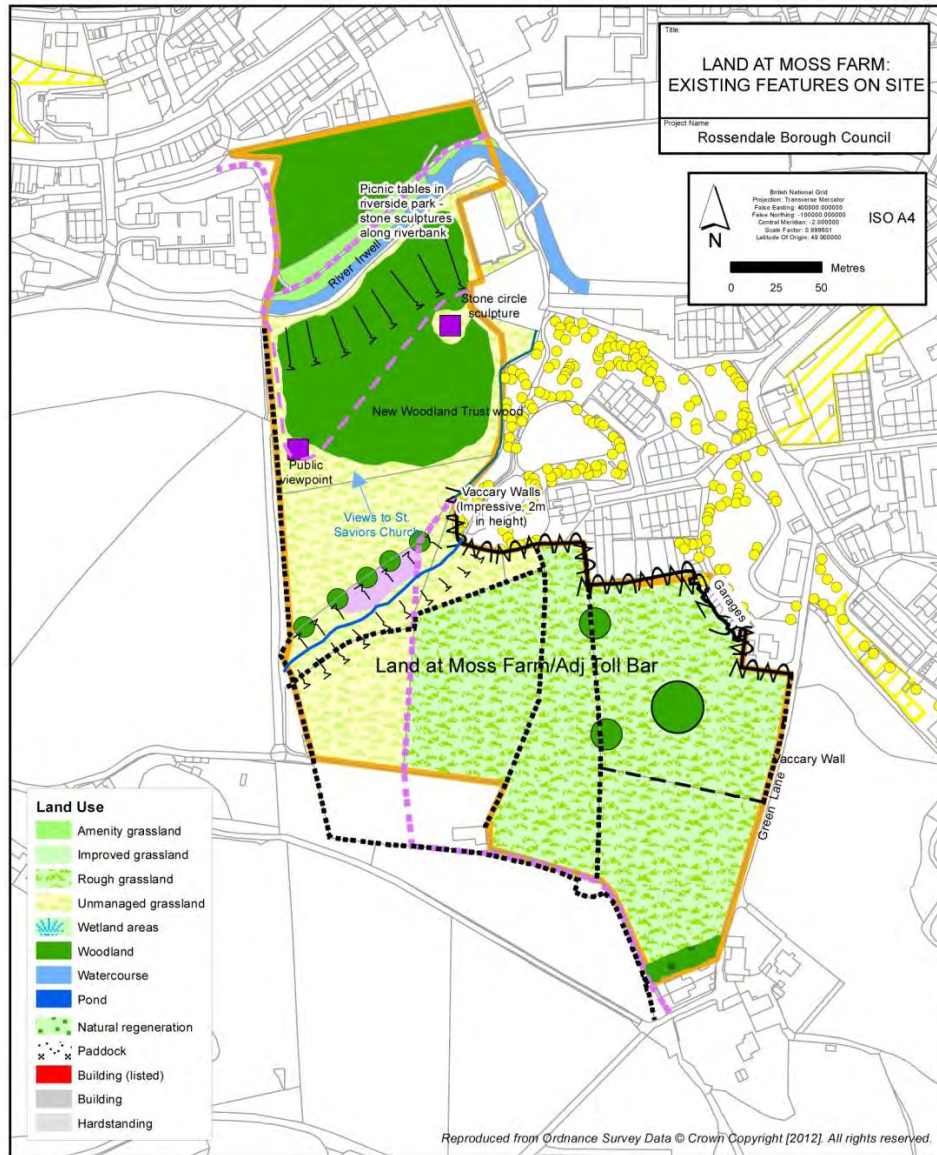 Title:
LAND AT MOSS FARM:
EXISTING FEATURES ON SITE
Project Name
Rossendale Borough Council
British National Grid
Projection: Transverse Mercator
False Easting: 400000.000000
False Northing: -100000.000000
Central Meridian: -2.000000
Scale Factor: 0.999601
Latitude Of Origin: 49.000000
ISO A4
N
Metres
0 25 50
Picnic tables in
riverside park -
stone sculptures
along riverbank
River Irwell
Stone circle
sculpture
New Woodland Trust wood
Public
viewpoint
Views to St.
Saviors Church
Vaccary Walls
(Impressive, 2m
in height)
Garages
Land at Moss Farm/Adj Toll Bar
Vaccary Wall
Green Lane
Land Use
Amenity grassland
Improved grassland
Rough grassland
Unmanaged grassland
Wetland areas
Woodland
Watercourse
Pond
Natural regeneration
Paddock
Building (listed)
Building
Hardstanding
Reproduced from Ordnance Survey Data © Crown Copyright [2012]. All rights reserved.